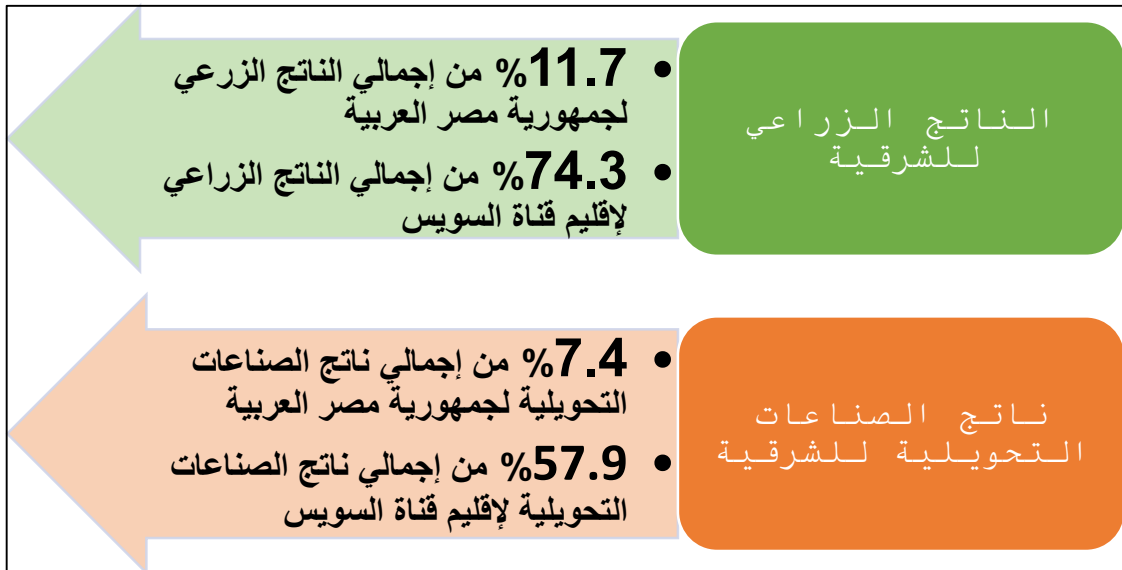 الناتج الزراعي
للشرقية
• 11.7% من إجمالي الناتج الزرعي
لجمهورية مصر العربية
• 74.3% من إجمالي الناتج الزراعي
لإقليم قناة السويس
ناتج الصناعات
التحويلية للشرقية
• 7.4% من إجمالي ناتج الصناعات
التحويلية لجمهورية مصر العربية
• 57.9% من إجمالي ناتج الصناعات
التحويلية لإقليم قناة السويس